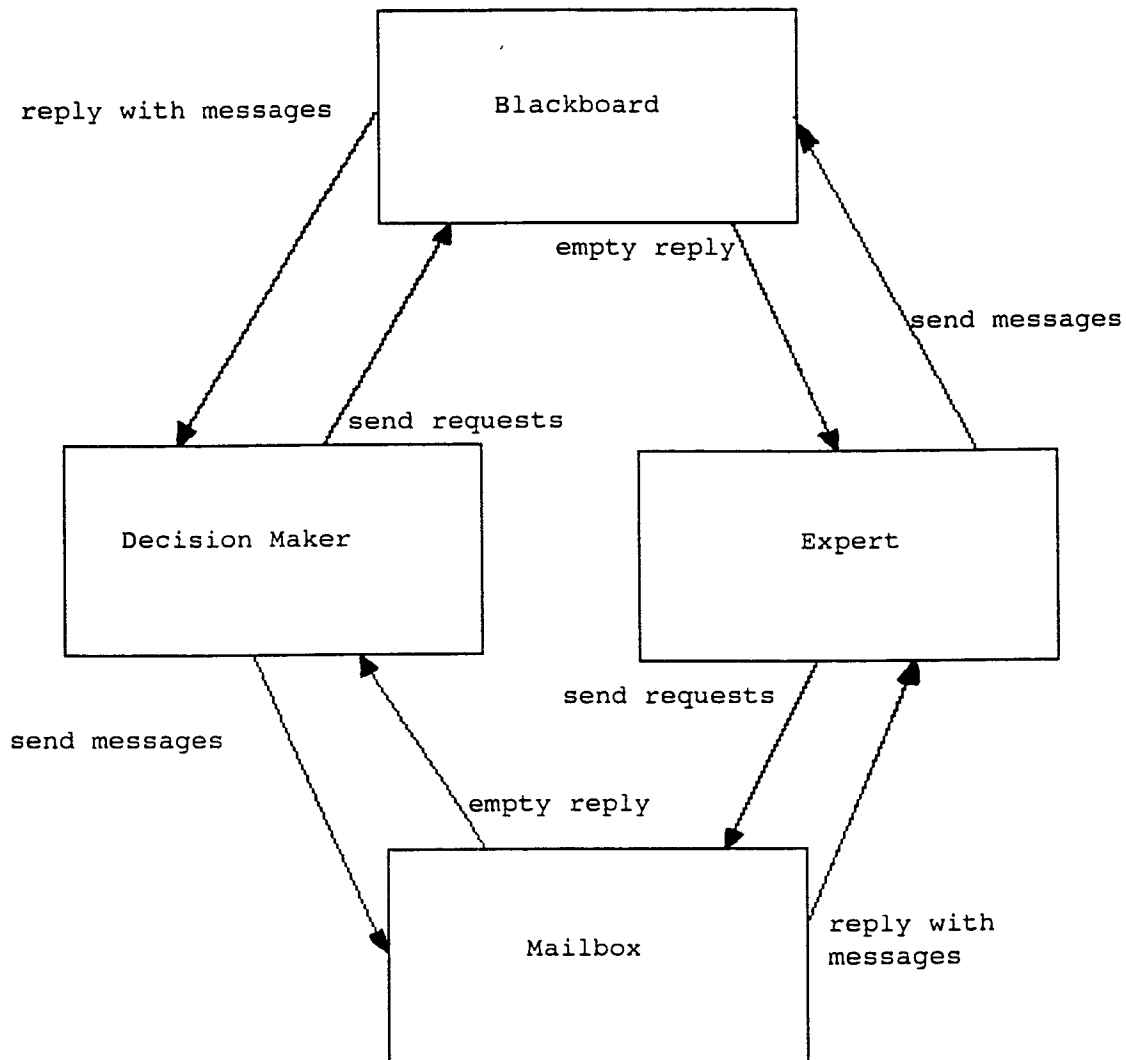 Blackboard
reply with messages
empty reply
send messages
send requests
Decision Maker
Expert
send requests
send messages
empty reply
reply with
messages
Mailbox